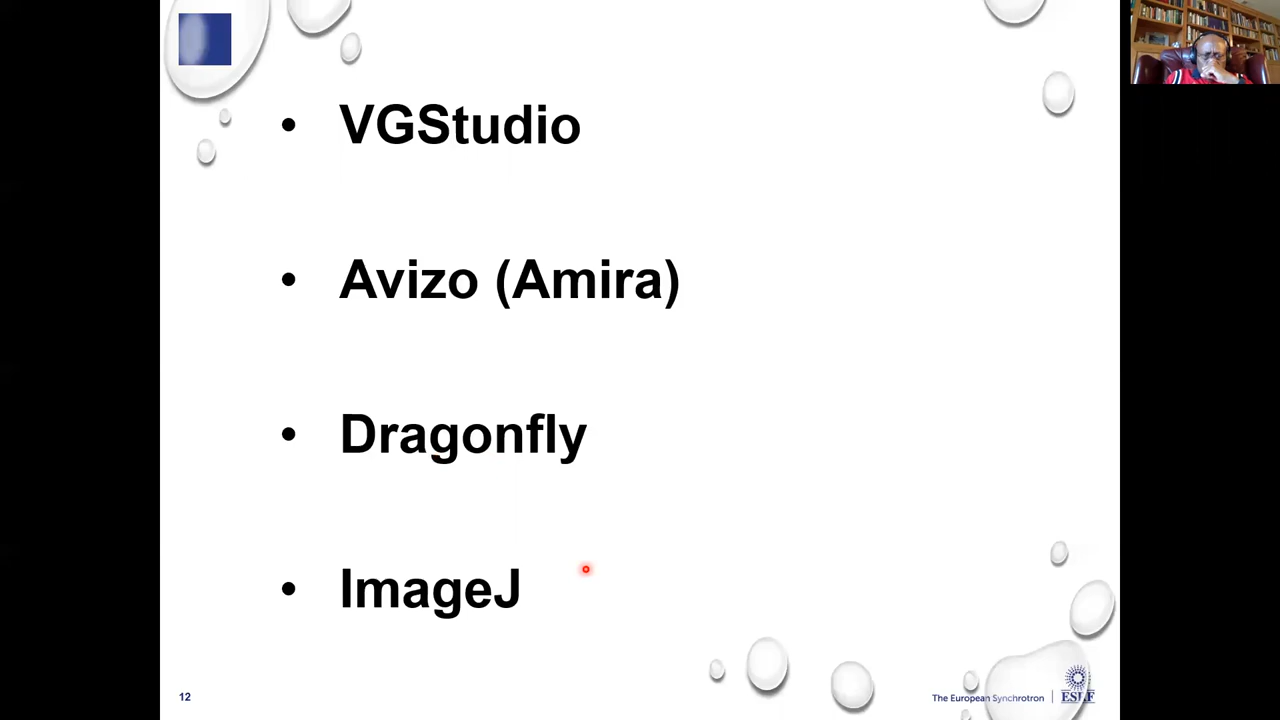 • VGStudio
• Avizo (Amira)
• Dragonfly
• ImageJ
12
The European Synchrotron | ESRF